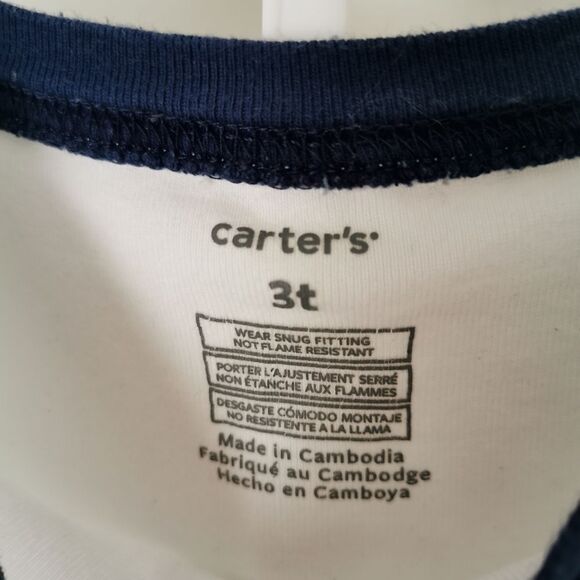 carter's
3t
WEAR SNUG FITTING
NOT FLAME RESISTANT
PORTER L'AJUSTEMENT SERRÉ
NON ÉTANCHE AUX FLAMMES
DESGASTE CÓMODO MONTAJE
NO RESISTENTE A LA LLAMA
Made in Cambodia
Fabriqué au Cambodge
Hecho en Camboya